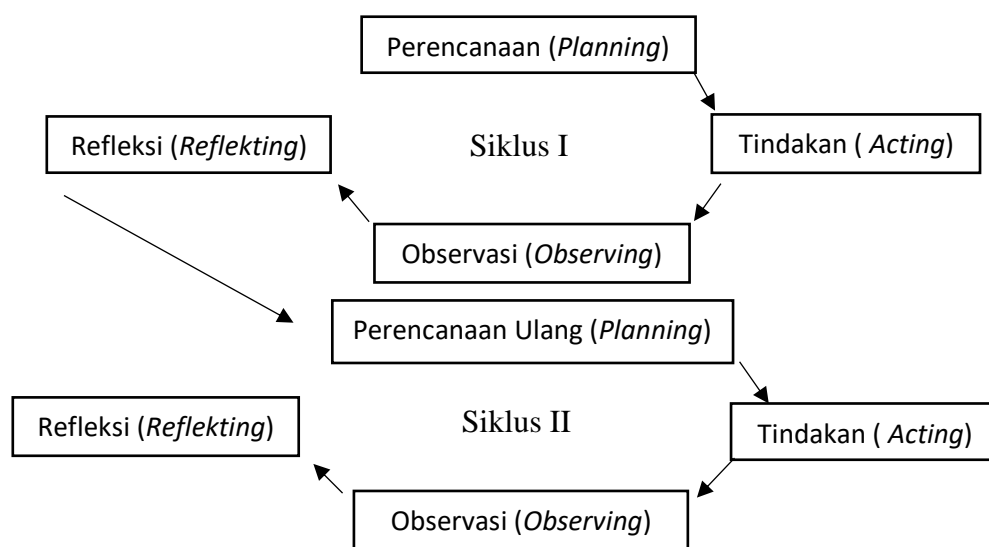 Perencanaan (Planning)
Refleksi (Reflekting)
Siklus I
Tindakan ( Acting)
Observasi (Observing)
Perencanaan Ulang (Planning)
Refleksi (Reflekting)
Siklus II
Tindakan ( Acting)
Observasi (Observing)